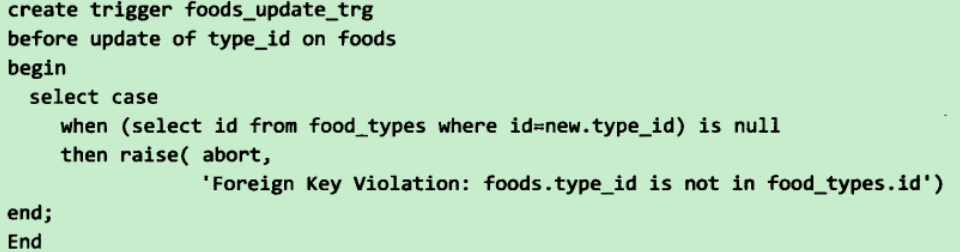 create trigger foods_update_trg
before update of type_id on foods
begin
  select case
     when (select id from food_types where id=new.type_id) is null
     then raise( abort,
                 'Foreign Key Violation: foods.type_id is not in food_types.id')
end;
End